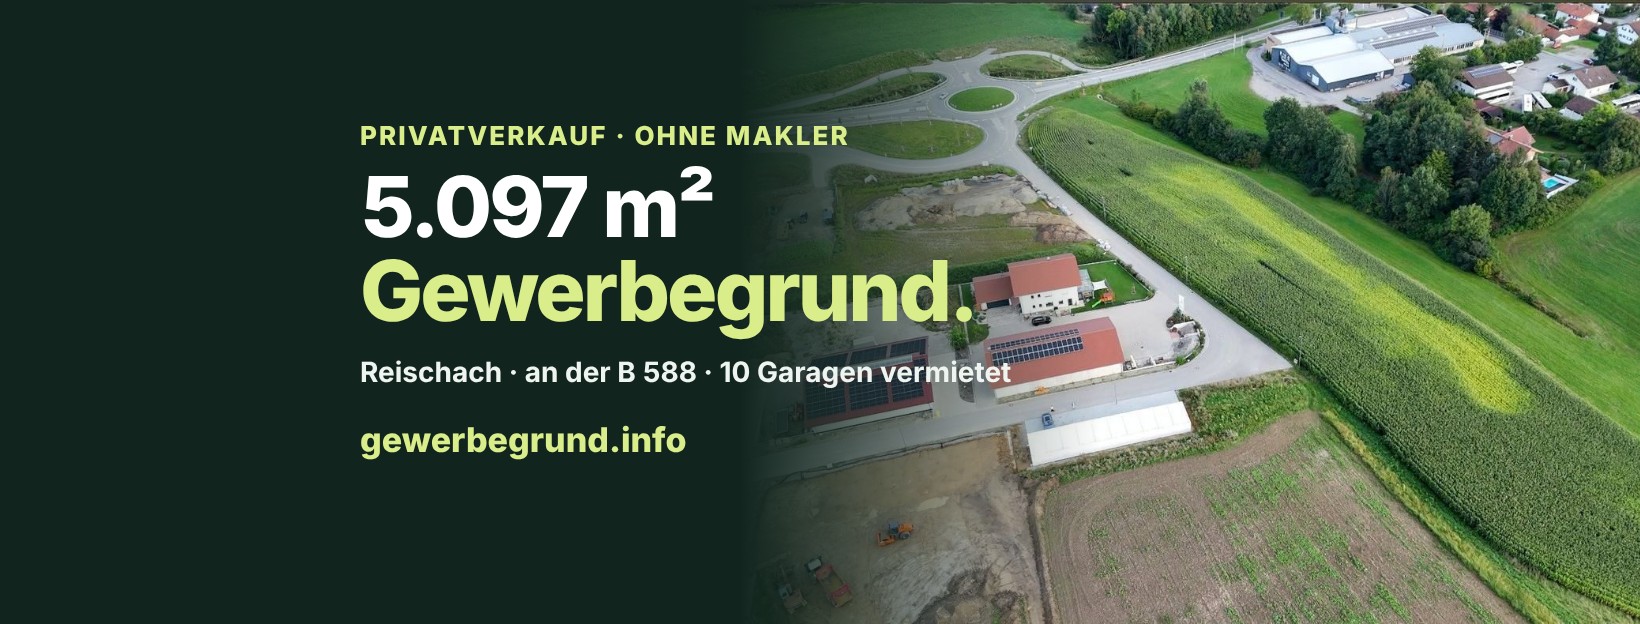 PRIVATVERKAUF · OHNE MAKLER
5.097 m²
Gewerbegrund.
Reischach · an der B 588 · 10 Garagen vermietet
gewerbegrund.info